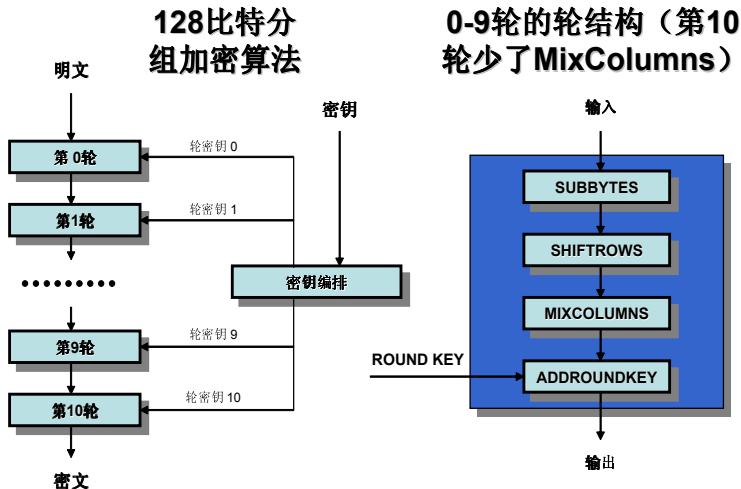 128比特分
组加密算法
0-9轮的轮结构（第10
轮少了MixColumns）
明文
密钥
第 0轮
轮密钥 0
第1轮
轮密钥 1
•••••••••
密钥编排
第9轮
轮密钥 9
第10轮
轮密钥 10
密文
输入
SUBBYTES
SHIFTROWS
MIXCOLUMNS
ROUND KEY
ADDROUNDKEY
输出